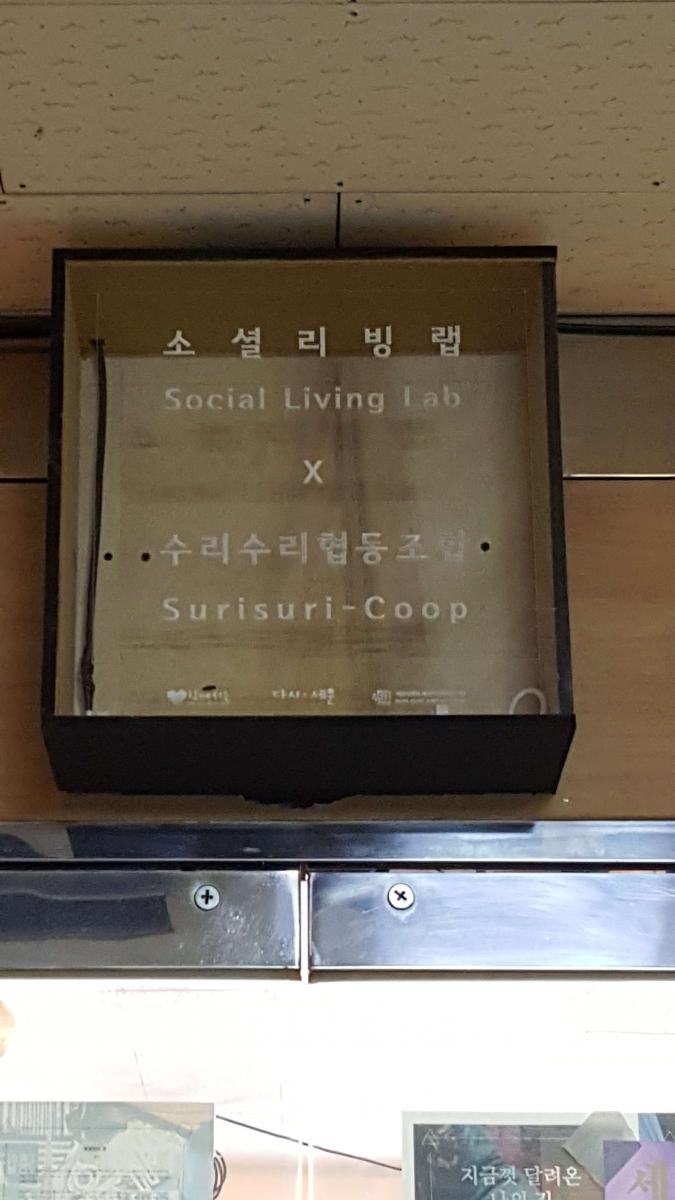 소셜리빙랩
Social Living Lab
X
수리수리협동조합
Surisuri-Coop
다시·세운
지금껏 달려온
세